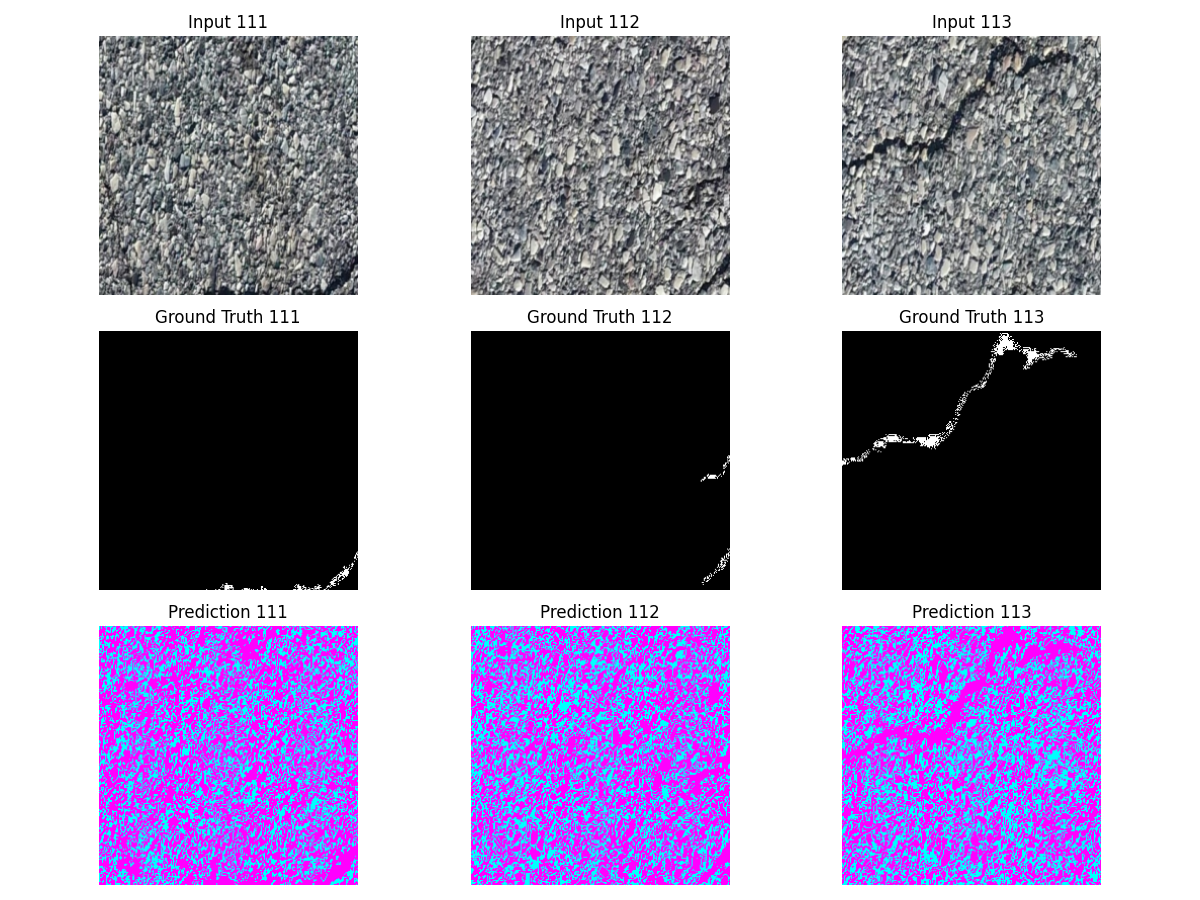 Input 111
Input 112
Input 113
Ground Truth 111
Ground Truth 112
Ground Truth 113
Prediction 111
Prediction 112
Prediction 113